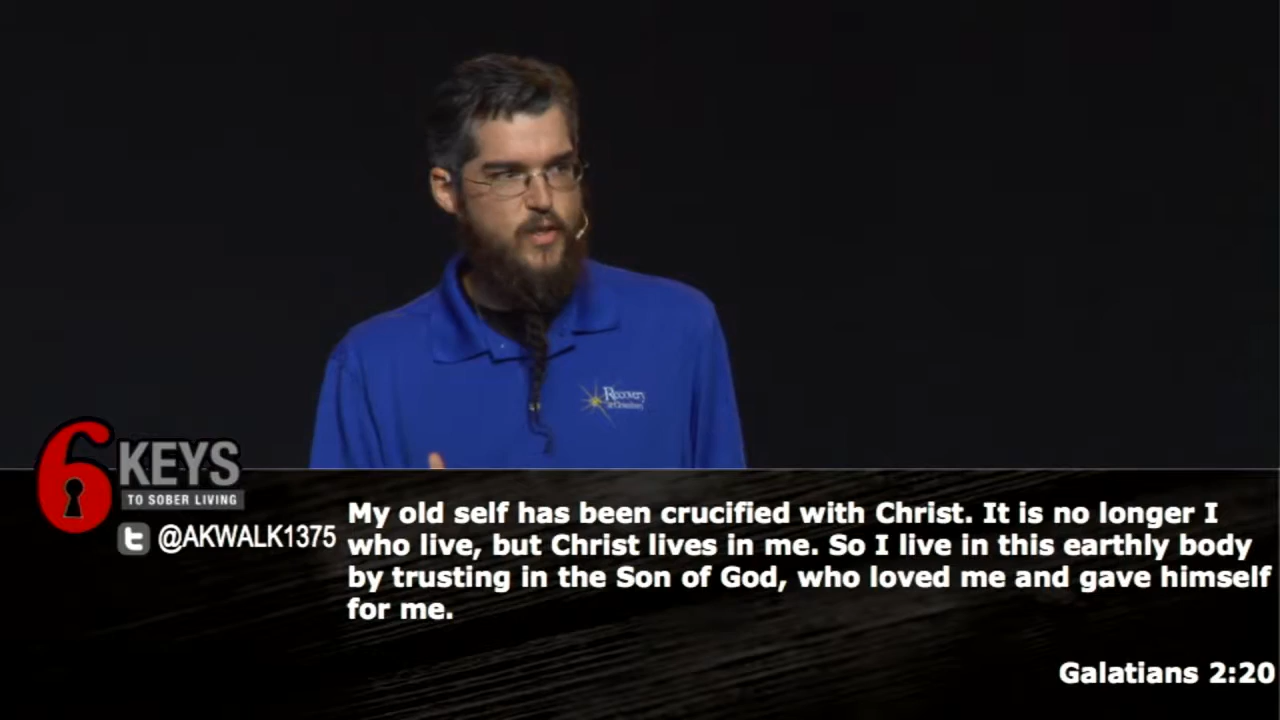 Recovery
6
KEYS
TO SOBER LIVING
@AKWALK1375
My old self has been crucified with Christ. It is no longer I
who live, but Christ lives in me. So I live in this earthly body
by trusting in the Son of God, who loved me and gave himself
for me.
Galatians 2:20